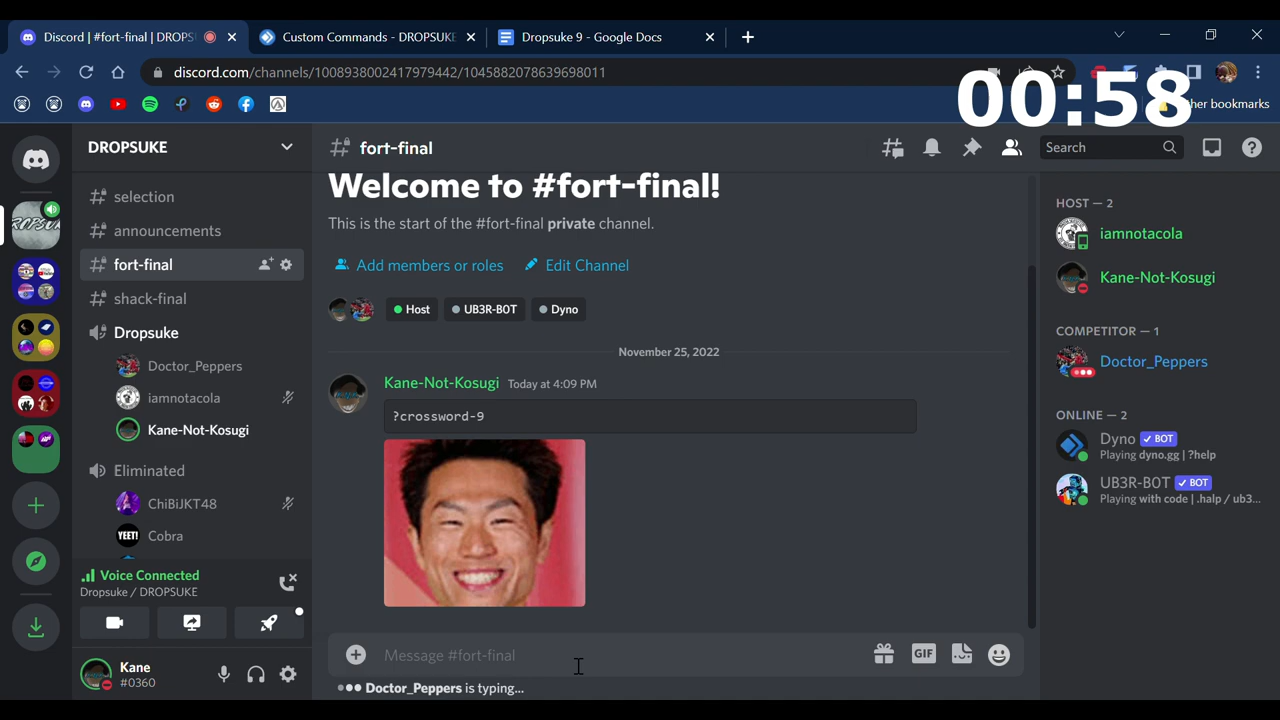 Discord | #fort-final | DROPS
Custom Commands - DROPSUKE
Dropsuke 9 - Google Docs
discord.com/channels/1008938002417979442/1045882078639698011
00:58
ther bookmarks
DROPSUKE
fort-final
Search
selection
announcements
fort-final
shack-final
Dropsuke
Doctor_Peppers
iamnotacola
Kane-Not-Kosugi
Eliminated
ChiBiJKT48
YEET!
Cobra
Voice Connected
Dropsuke / DROPSUKE
Kane
#0360
Welcome to #fort-final!
This is the start of the #fort-final private channel.
Add members or roles
Edit Channel
Host
UB3R-B0T
Dyno
November 25, 2022
Kane-Not-Kosugi Today at 4:09 PM
?crossword-9
Message #fort-final
GIF
Doctor_Peppers is typing...
HOST — 2
iamnotacola
Kane-Not-Kosugi
COMPETITOR — 1
Doctor_Peppers
ONLINE — 2
Dyno ✓ BOT
Playing dyno.gg | ?help
UB3R-B0T ✓ BOT
Playing with code | .halp / ub3...